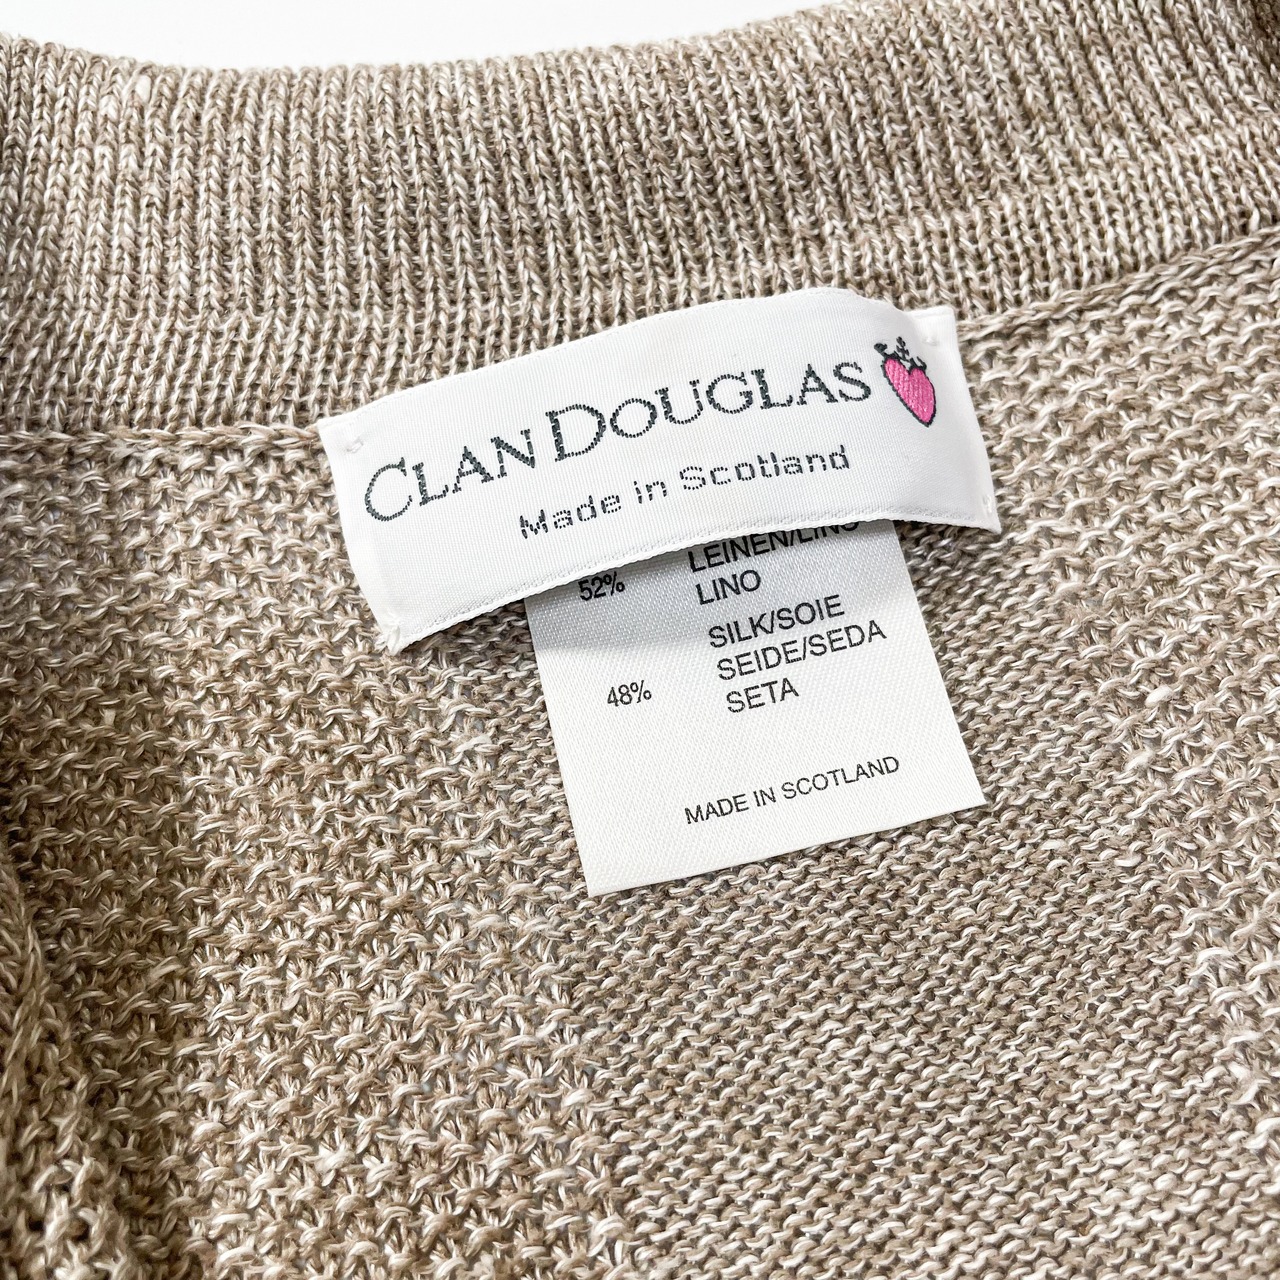 CLAN DOUGLAS
Made in Scotland
LEINEN/LINO
52% LINO
SILK/SOIE
SEIDE/SEDA
48% SETA
MADE IN SCOTLAND